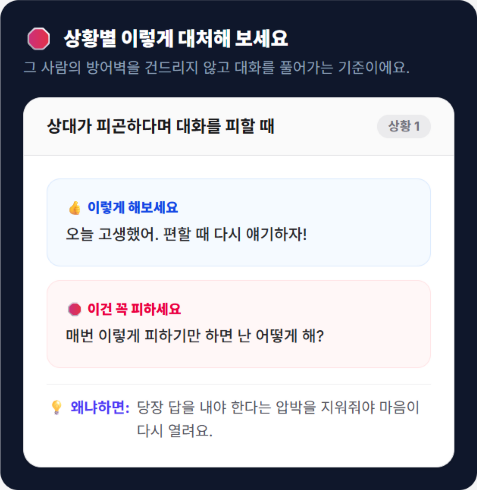 상황별 이렇게 대처해 보세요
그 사람의 방어벽을 건드리지 않고 대화를 풀어가는 기준이에요.
상대가 피곤하다며 대화를 피할 때
상황 1
이렇게 해보세요
오늘 고생했어. 편할 때 다시 얘기하자!
이건 꼭 피하세요
매번 이렇게 피하기만 하면 난 어떻게 해?
왜냐하면: 당장 답을 내야 한다는 압박을 지워줘야 마음이
다시 열려요.